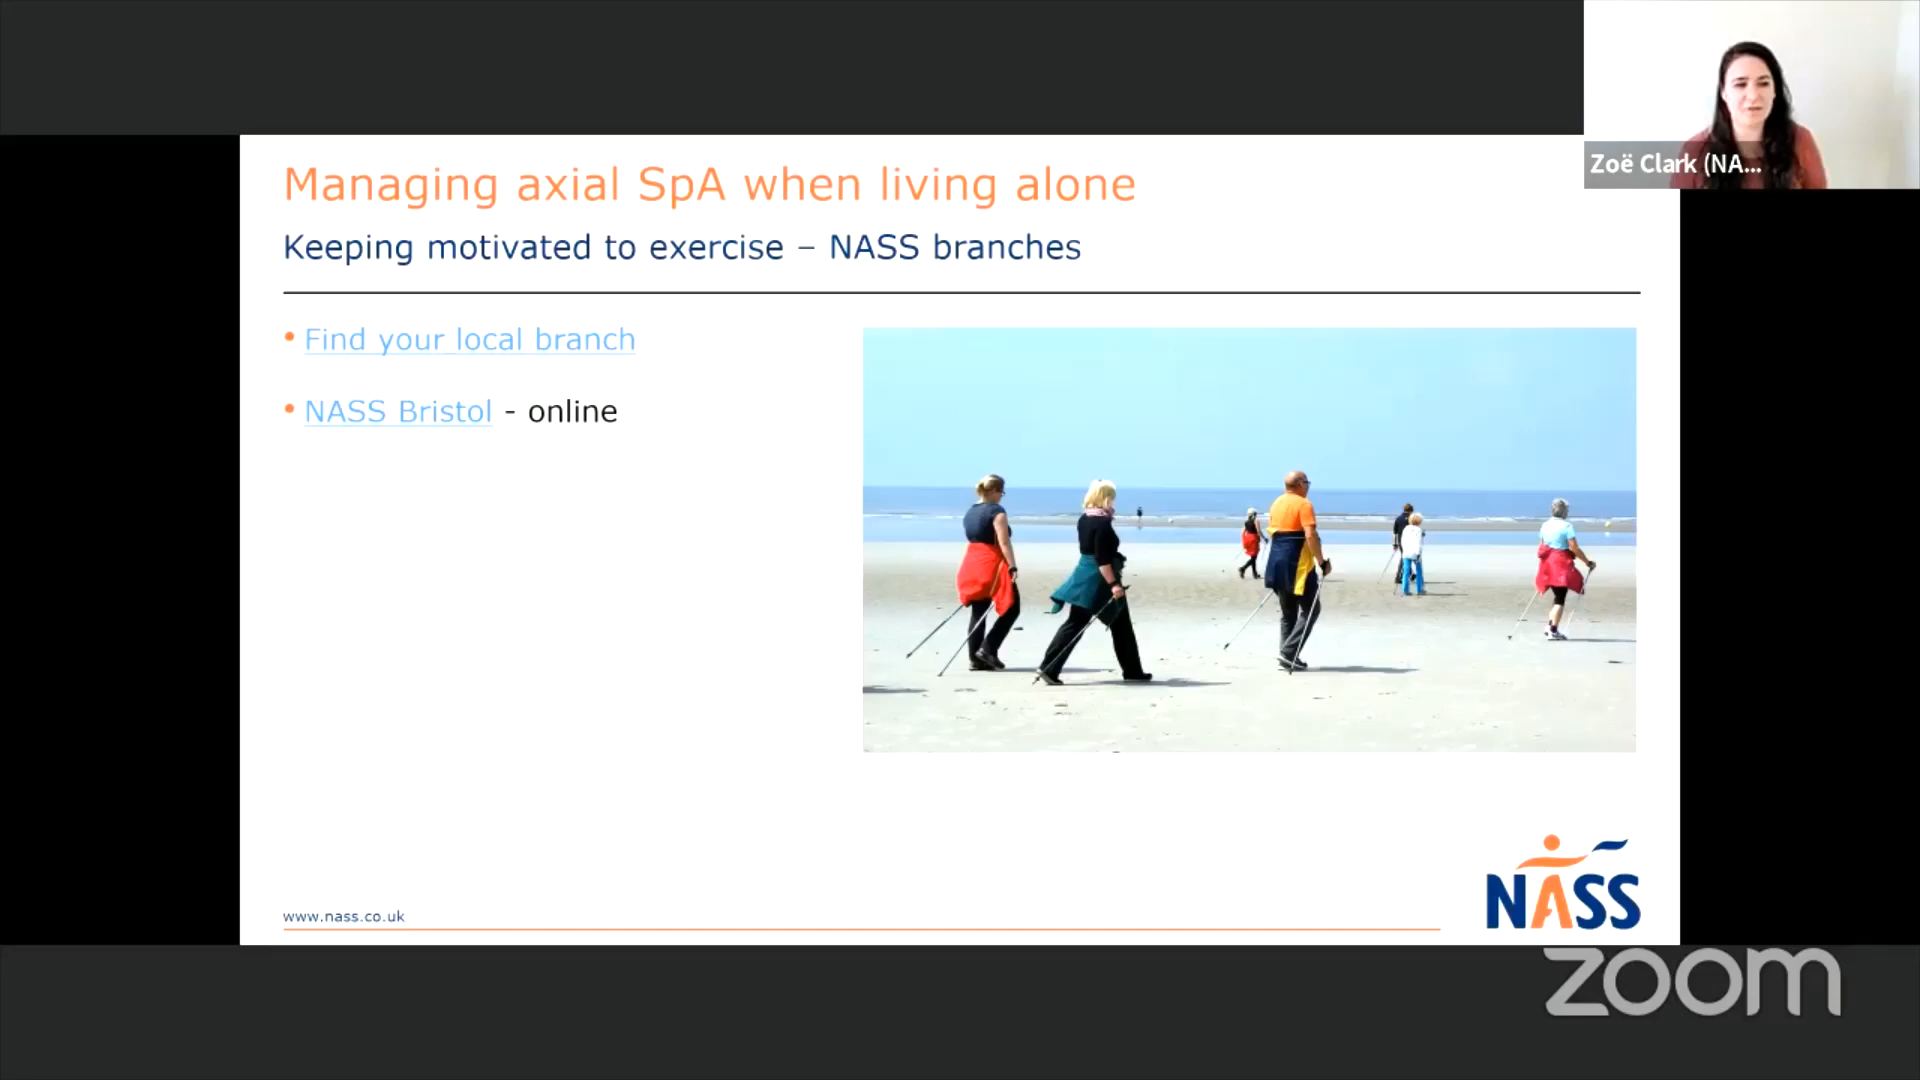 Zoë Clark (NA...
Managing axial SpA when living alone
Keeping motivated to exercise – NASS branches
• Find your local branch
• NASS Bristol - online
www.nass.co.uk
NASS
zoom